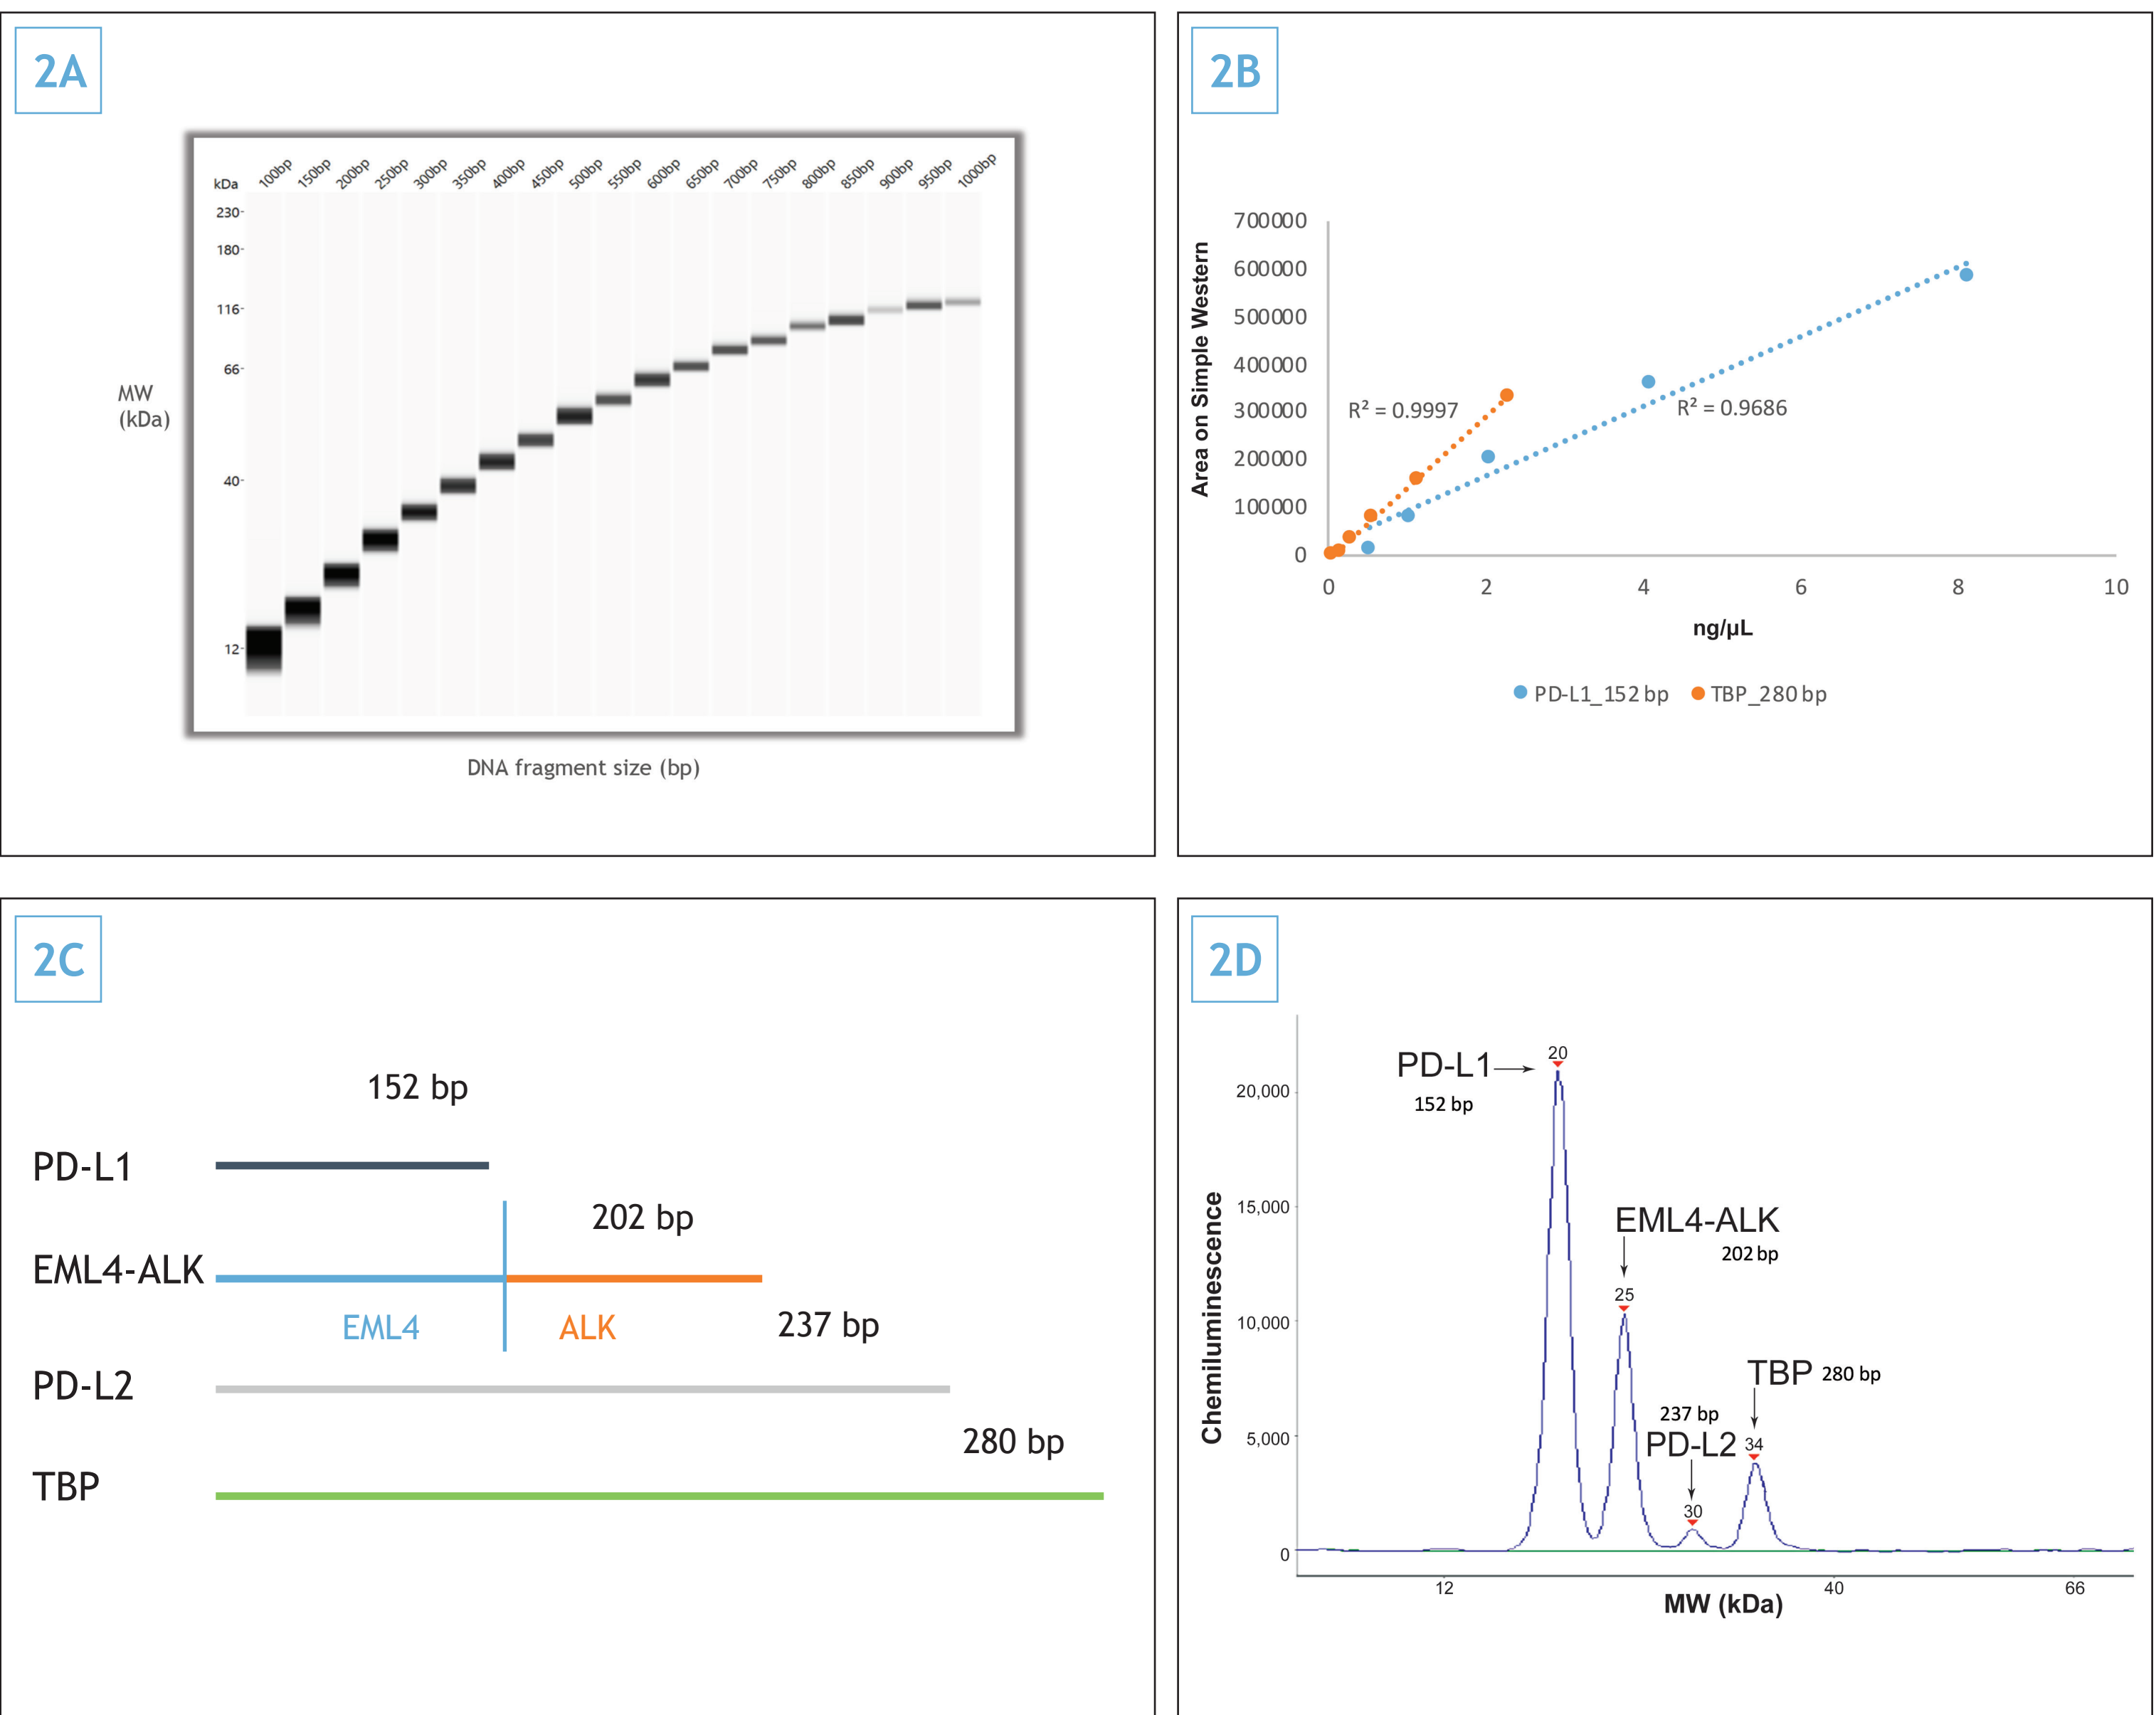 2A
kDa
100bp 150bp 200bp 250bp 300bp 350bp 400bp 450bp 500bp 550bp 600bp 650bp 700bp 750bp 800bp 850bp 900bp 950bp 1000bp
230-
180-
116-
66-
40-
12-
MW
(kDa)
DNA fragment size (bp)
2B
Area on Simple Western
700000
600000
500000
400000
300000
200000
100000
0
R² = 0.9997
R² = 0.9686
0 2 4 6 8 10
ng/µL
PD-L1_152 bp TBP_280 bp
2C
152 bp
PD-L1
202 bp
EML4-ALK
EML4 ALK
237 bp
PD-L2
280 bp
TBP
2D
Chemiluminescence
20,000
15,000
10,000
5,000
0
20
PD-L1
152 bp
EML4-ALK
202 bp
25
TBP 280 bp
237 bp
PD-L2
34
30
12 40 66
MW (kDa)